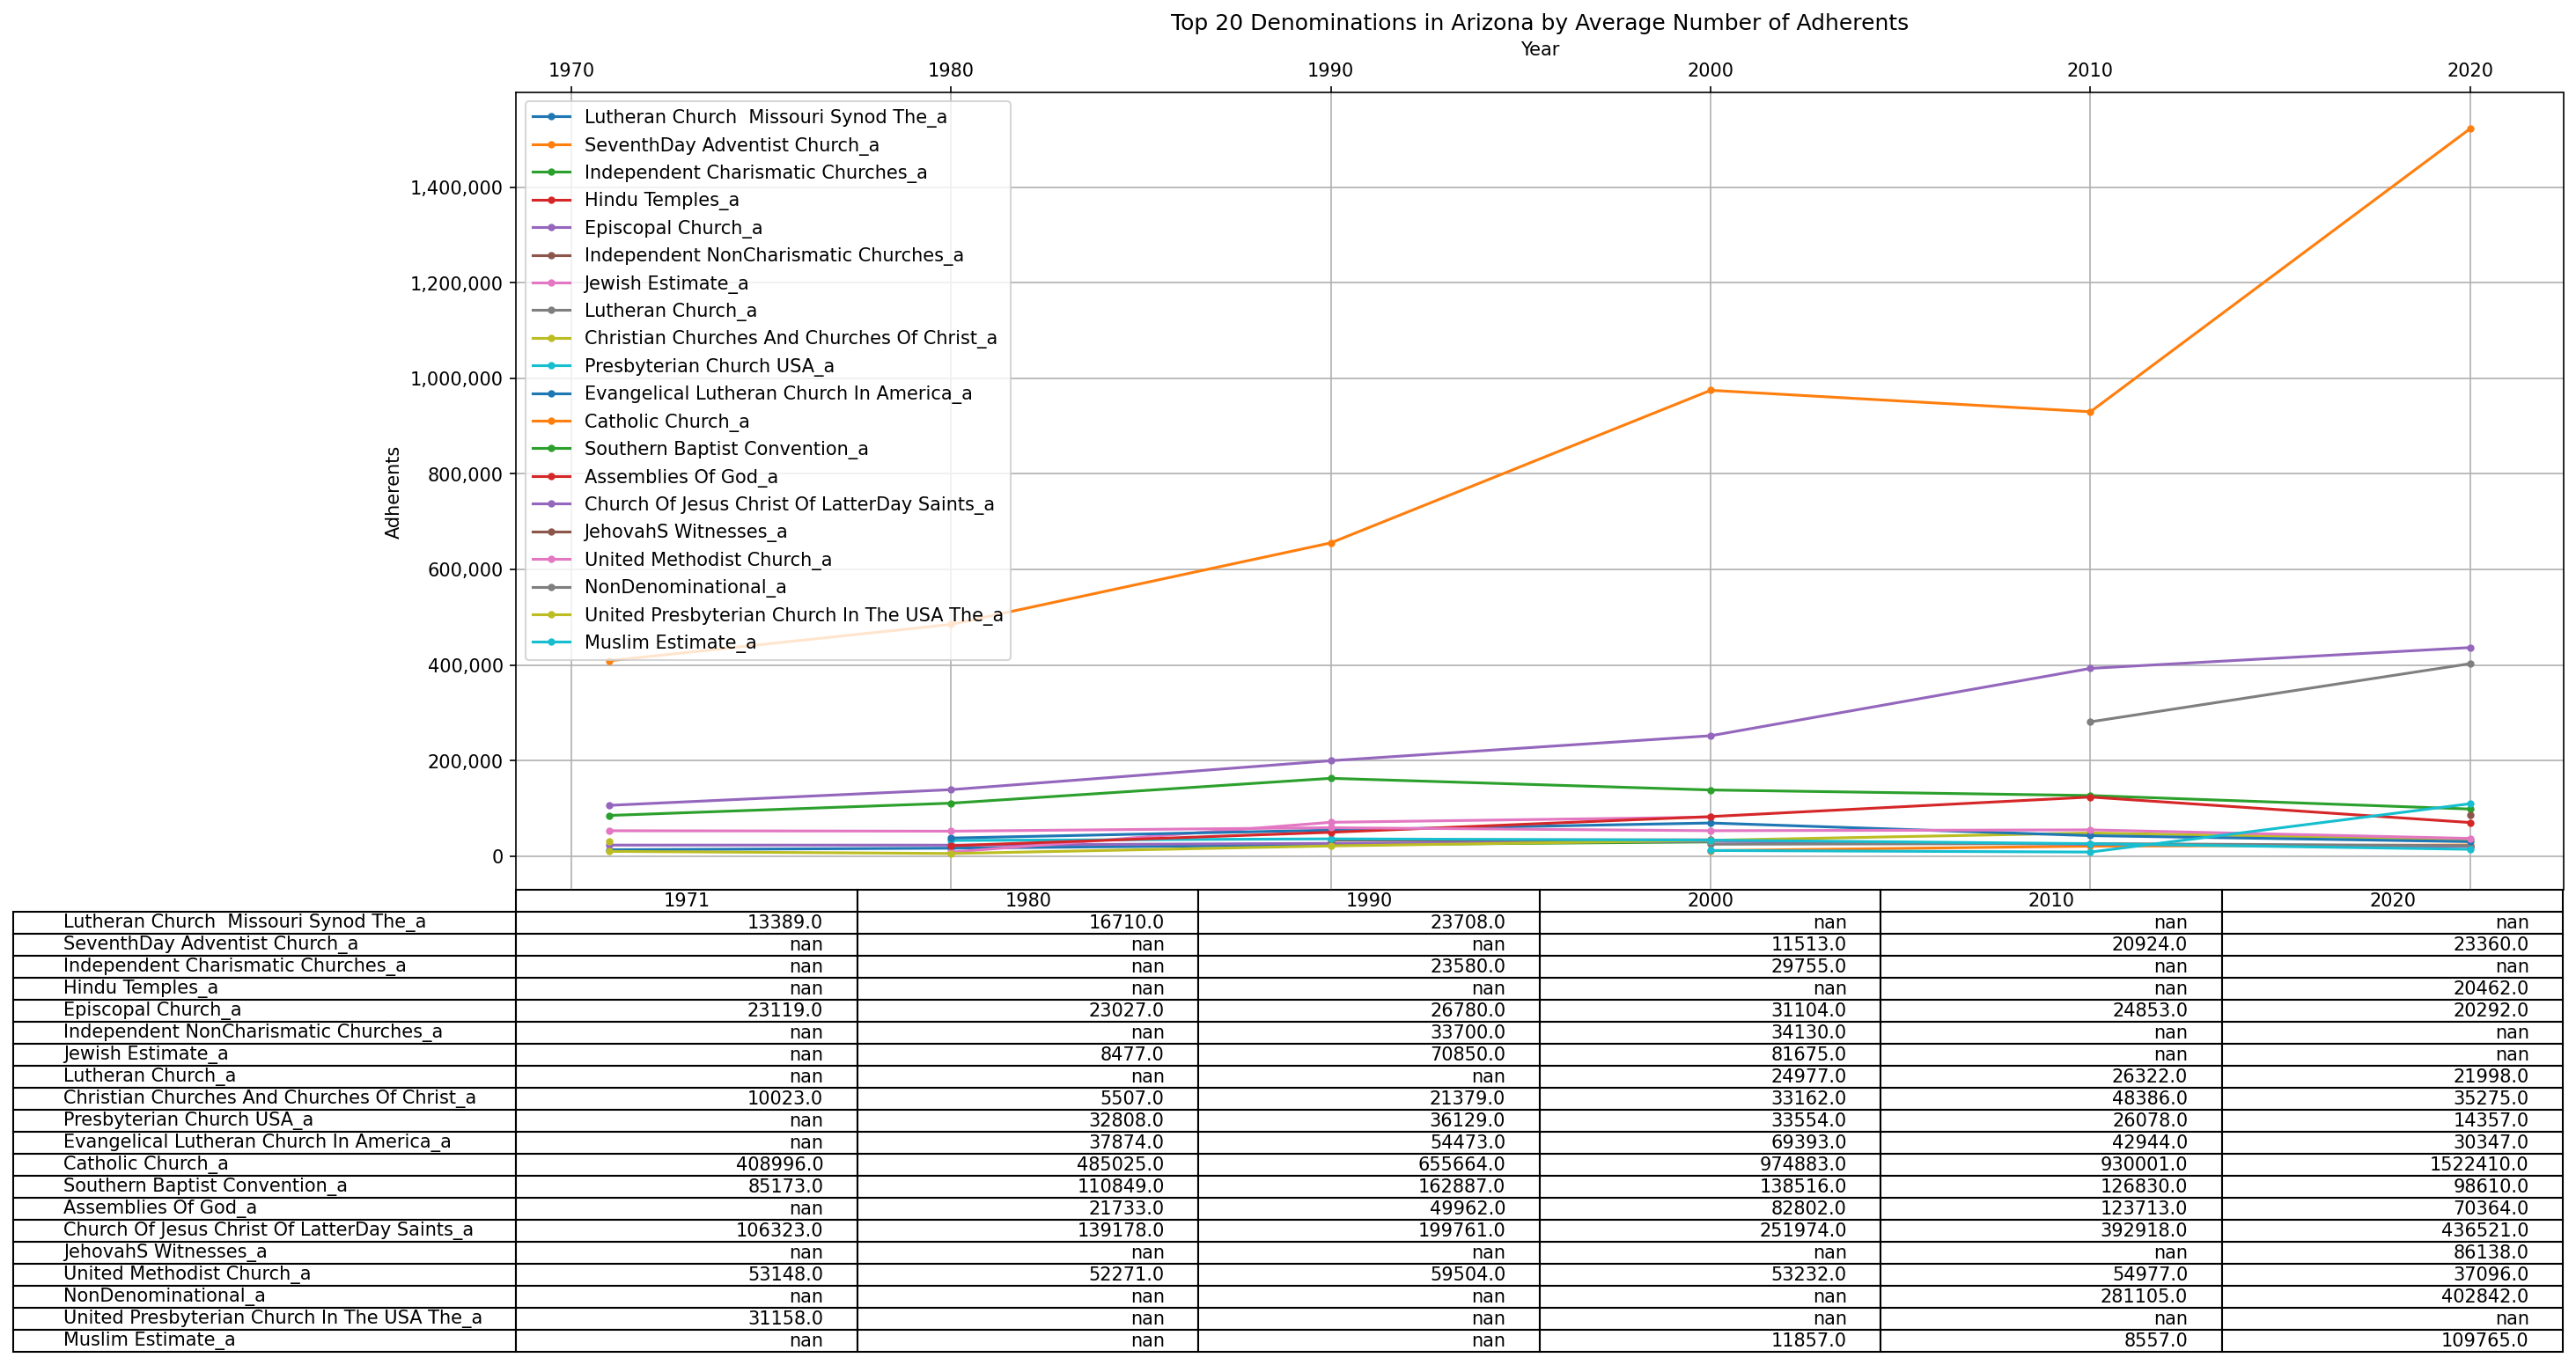 Top 20 Denominations in Arizona by Average Number of Adherents
Year
1970 1980 1990 2000 2010 2020
Adherents
1,400,000
1,200,000
1,000,000
800,000
600,000
400,000
200,000
0
Lutheran Church  Missouri Synod The_a
SeventhDay Adventist Church_a
Independent Charismatic Churches_a
Hindu Temples_a
Episcopal Church_a
Independent NonCharismatic Churches_a
Jewish Estimate_a
Lutheran Church_a
Christian Churches And Churches Of Christ_a
Presbyterian Church USA_a
Evangelical Lutheran Church In America_a
Catholic Church_a
Southern Baptist Convention_a
Assemblies Of God_a
Church Of Jesus Christ Of LatterDay Saints_a
JehovahS Witnesses_a
United Methodist Church_a
NonDenominational_a
United Presbyterian Church In The USA The_a
Muslim Estimate_a
1971 1980 1990 2000 2010 2020
Lutheran Church  Missouri Synod The_a 13389.0 16710.0 23708.0 nan nan nan
SeventhDay Adventist Church_a nan nan nan 11513.0 20924.0 23360.0
Independent Charismatic Churches_a nan nan 23580.0 29755.0 nan nan
Hindu Temples_a nan nan nan nan nan 20462.0
Episcopal Church_a 23119.0 23027.0 26780.0 31104.0 24853.0 20292.0
Independent NonCharismatic Churches_a nan nan 33700.0 34130.0 nan nan
Jewish Estimate_a nan 8477.0 70850.0 81675.0 nan nan
Lutheran Church_a nan nan nan 24977.0 26322.0 21998.0
Christian Churches And Churches Of Christ_a 10023.0 5507.0 21379.0 33162.0 48386.0 35275.0
Presbyterian Church USA_a nan 32808.0 36129.0 33554.0 26078.0 14357.0
Evangelical Lutheran Church In America_a nan 37874.0 54473.0 69393.0 42944.0 30347.0
Catholic Church_a 408996.0 485025.0 655664.0 974883.0 930001.0 1522410.0
Southern Baptist Convention_a 85173.0 110849.0 162887.0 138516.0 126830.0 98610.0
Assemblies Of God_a nan 21733.0 49962.0 82802.0 123713.0 70364.0
Church Of Jesus Christ Of LatterDay Saints_a 106323.0 139178.0 199761.0 251974.0 392918.0 436521.0
JehovahS Witnesses_a nan nan nan nan nan 86138.0
United Methodist Church_a 53148.0 52271.0 59504.0 53232.0 54977.0 37096.0
NonDenominational_a nan nan nan nan 281105.0 402842.0
United Presbyterian Church In The USA The_a 31158.0 nan nan nan nan nan
Muslim Estimate_a nan nan nan 11857.0 8557.0 109765.0